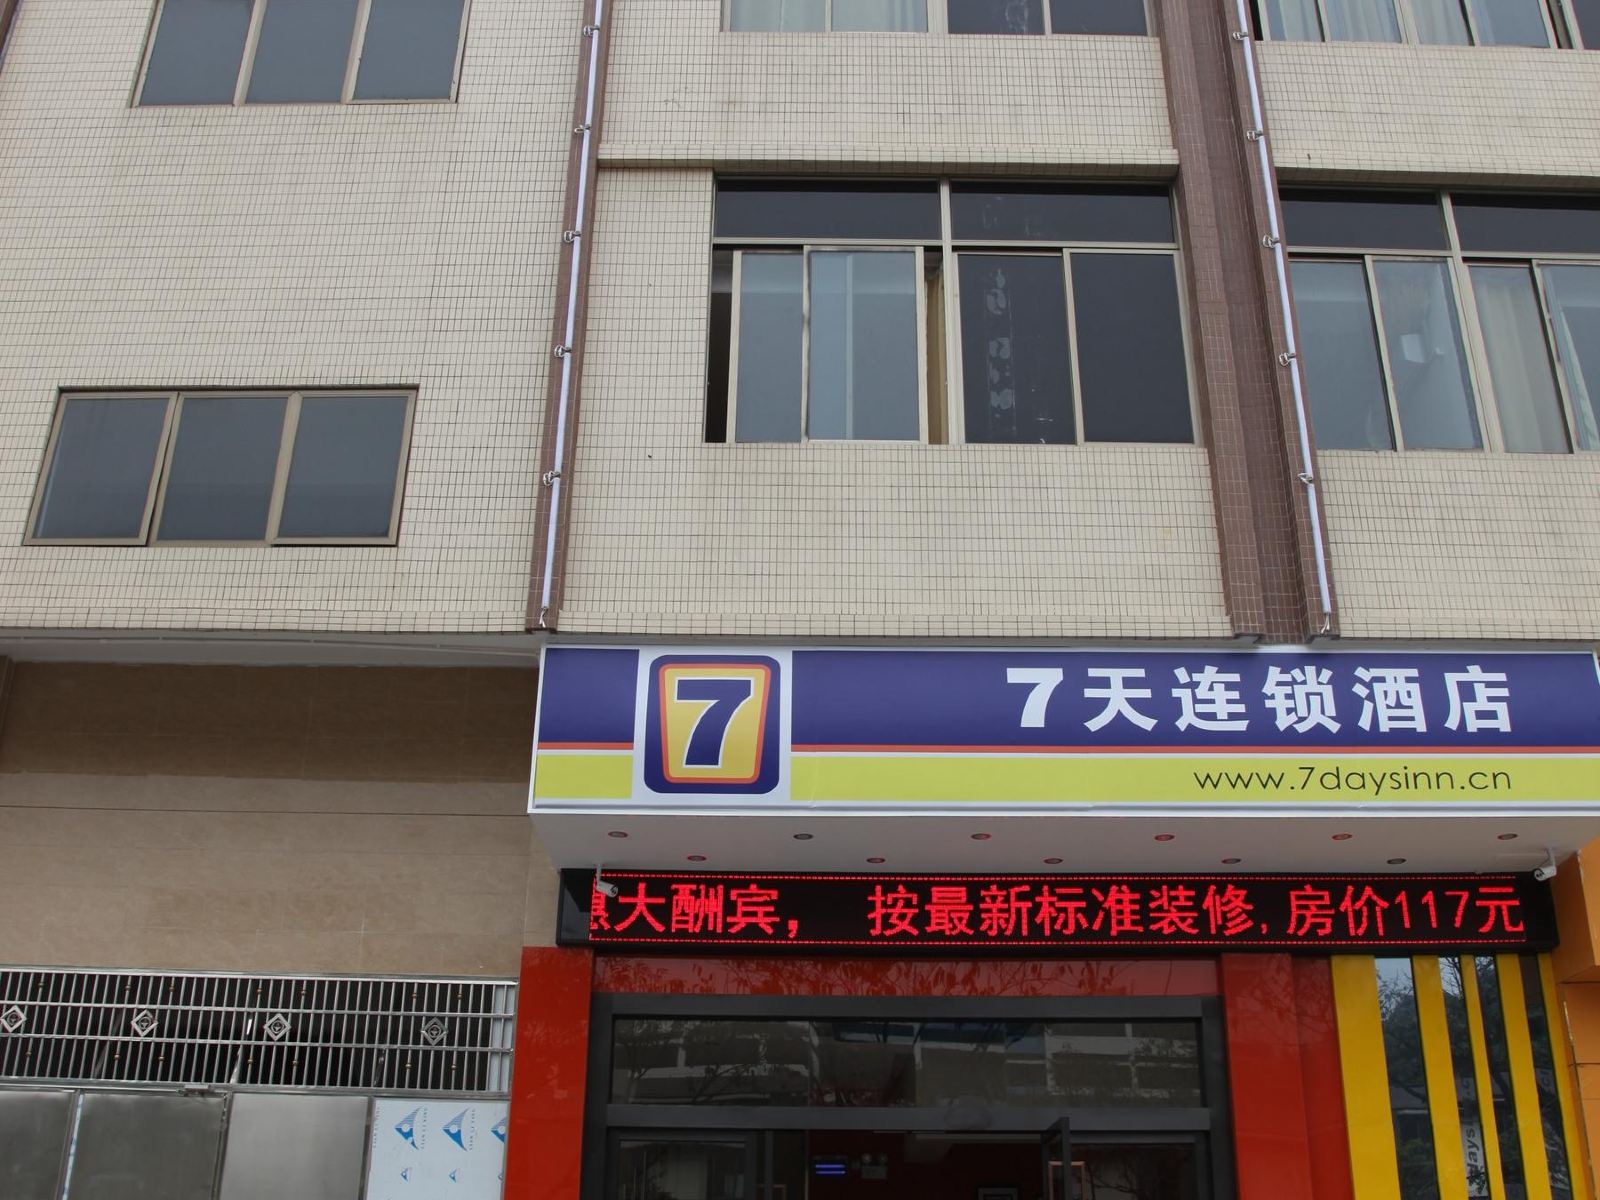 7
7天连锁酒店
www.7daysinn.cn
大酬宾， 按最新标准装修,房价117元
days